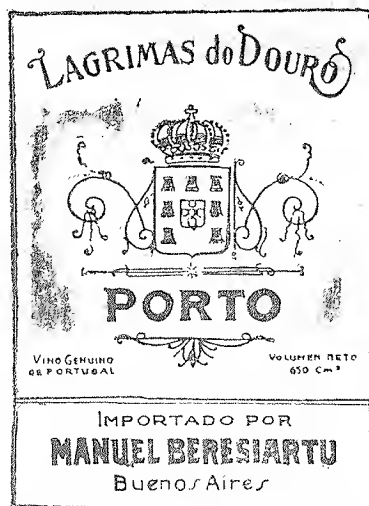 LAGRIMAS do DOURO
PORTO
VINO GENUINO
DE PORTUGAL
VOLUMEN NETO
650 Cm³
IMPORTADO POR
MANUEL BERESIARTU
Buenos Aires